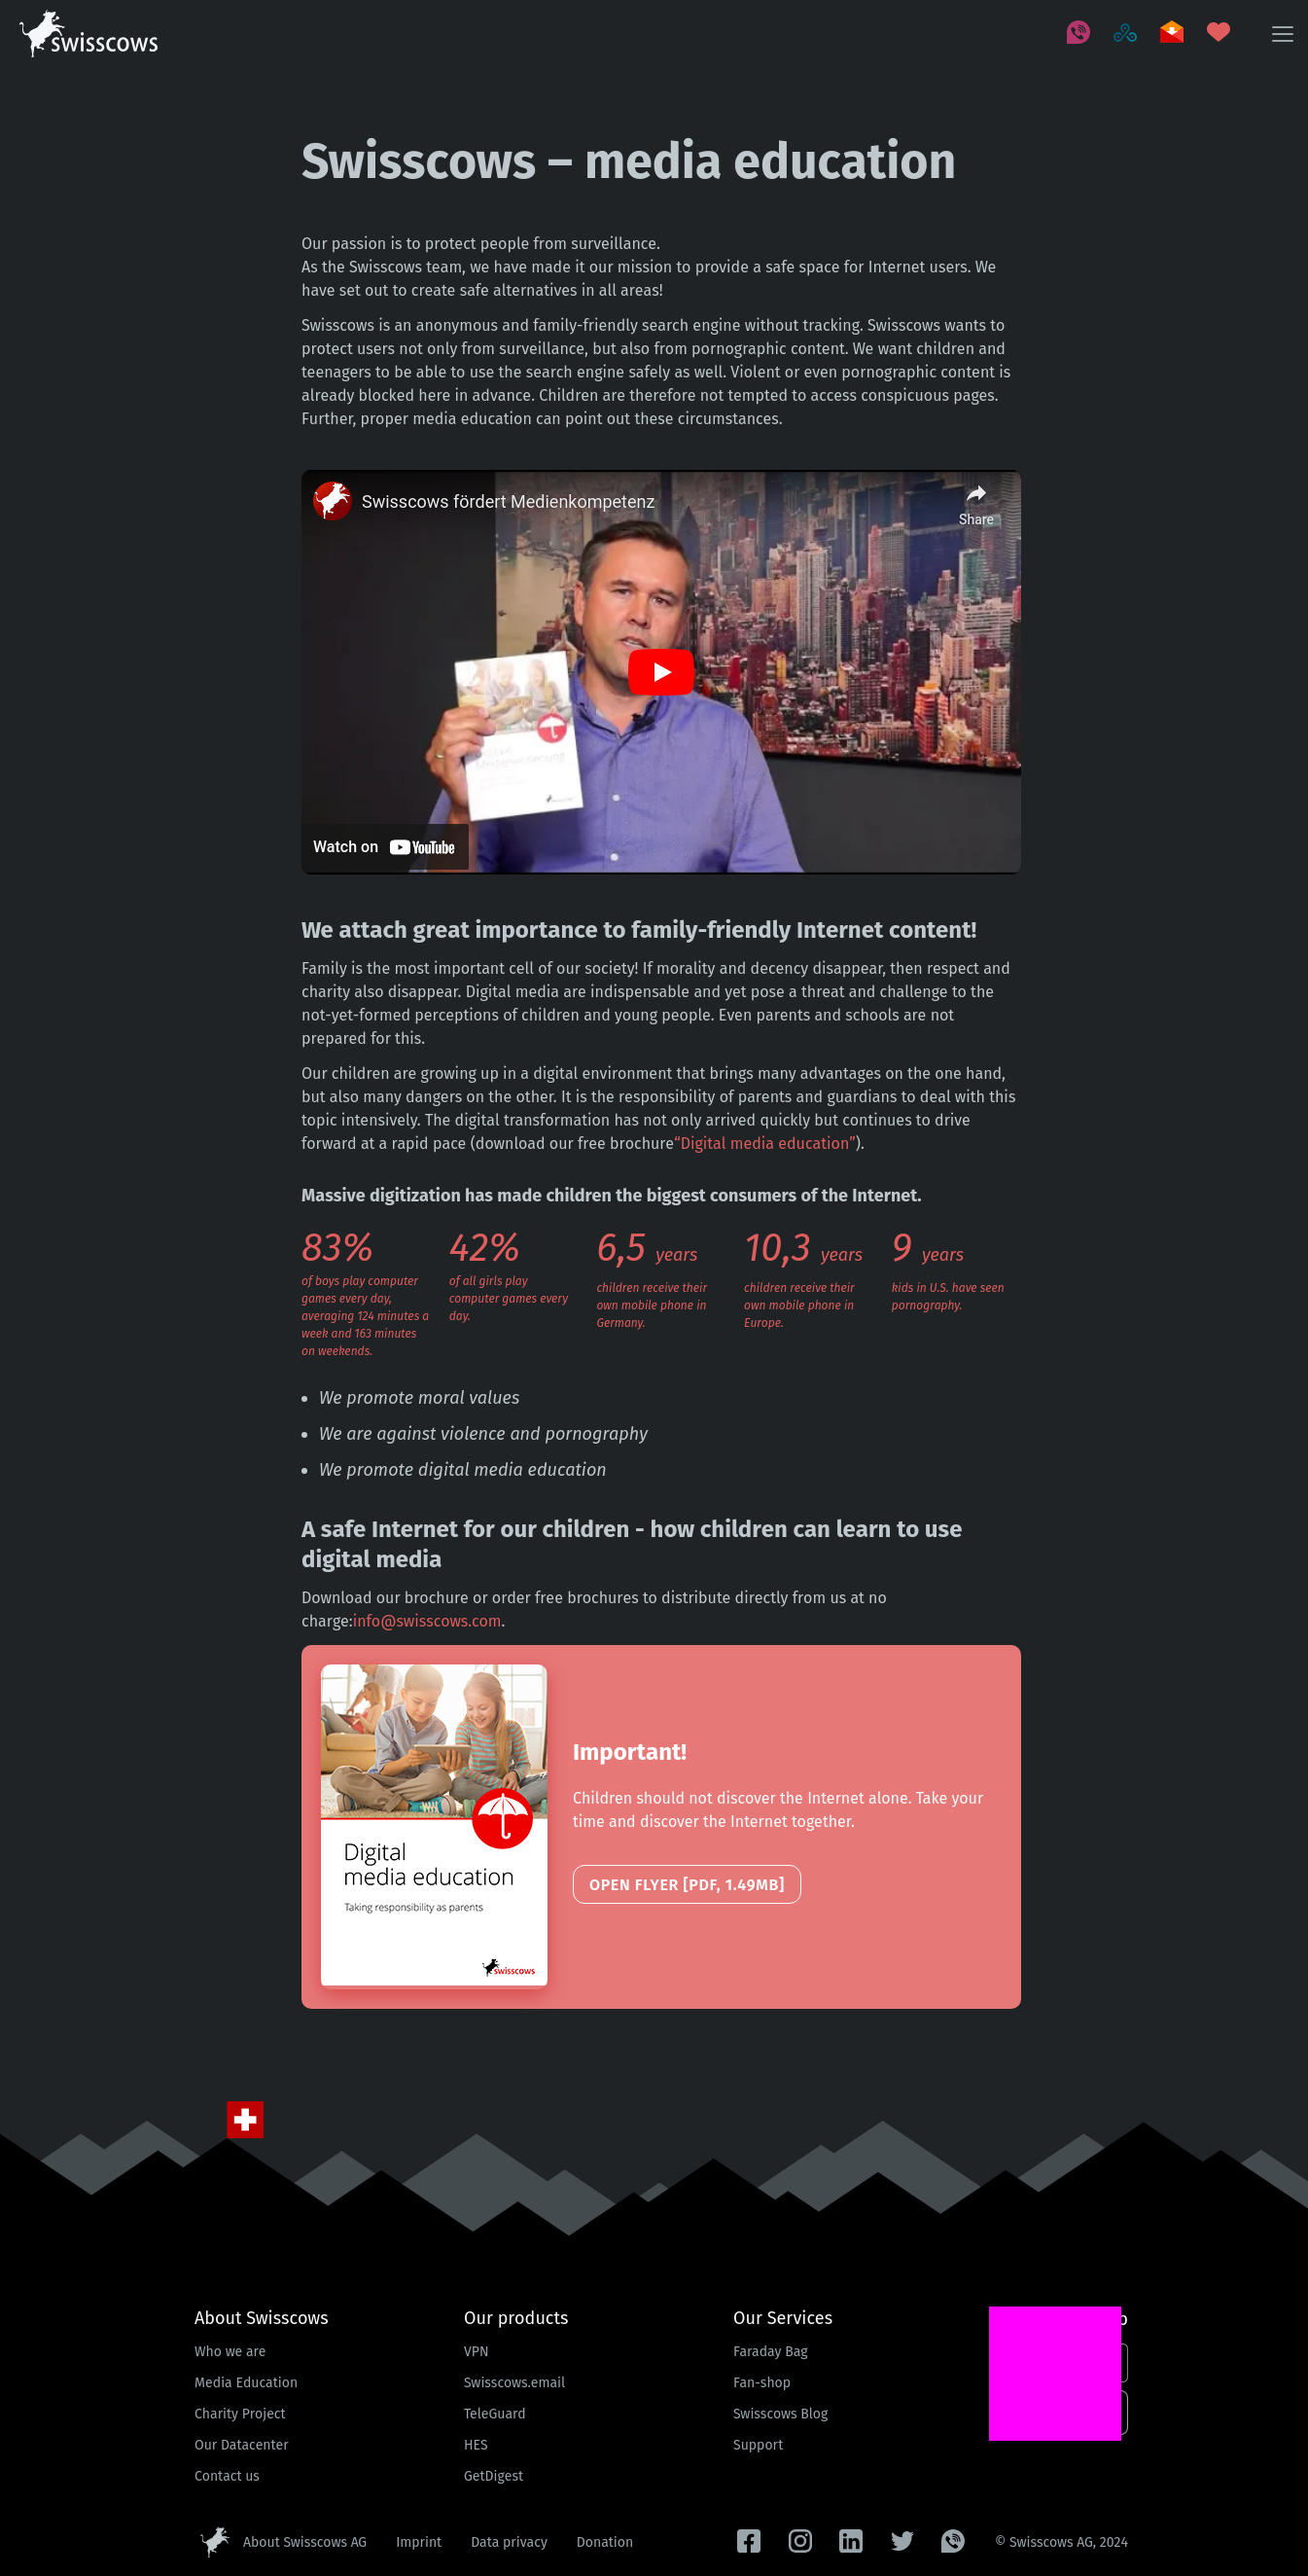 swisscows
Swisscows – media education
Our passion is to protect people from surveillance.
As the Swisscows team, we have made it our mission to provide a safe space for Internet users. We
have set out to create safe alternatives in all areas!
Swisscows is an anonymous and family-friendly search engine without tracking. Swisscows wants to
protect users not only from surveillance, but also from pornographic content. We want children and
teenagers to be able to use the search engine safely as well. Violent or even pornographic content is
already blocked here in advance. Children are therefore not tempted to access conspicuous pages.
Further, proper media education can point out these circumstances.
Swisscows fördert Medienkompetenz
Share
Watch on YouTube
We attach great importance to family-friendly Internet content!
Family is the most important cell of our society! If morality and decency disappear, then respect and
charity also disappear. Digital media are indispensable and yet pose a threat and challenge to the
not-yet-formed perceptions of children and young people. Even parents and schools are not
prepared for this.
Our children are growing up in a digital environment that brings many advantages on the one hand,
but also many dangers on the other. It is the responsibility of parents and guardians to deal with this
topic intensively. The digital transformation has not only arrived quickly but continues to drive
forward at a rapid pace (download our free brochure“Digital media education”).
Massive digitization has made children the biggest consumers of the Internet.
83%
of boys play computer
games every day,
averaging 124 minutes a
week and 163 minutes
on weekends.
42%
of all girls play
computer games every
day.
6,5 years
children receive their
own mobile phone in
Germany.
10,3 years
children receive their
own mobile phone in
Europe.
9 years
kids in U.S. have seen
pornography.
• We promote moral values
• We are against violence and pornography
• We promote digital media education
A safe Internet for our children - how children can learn to use
digital media
Download our brochure or order free brochures to distribute directly from us at no
charge:info@swisscows.com.
Digital
media education
Taking responsibility as parents
swisscows
Important!
Children should not discover the Internet alone. Take your
time and discover the Internet together.
OPEN FLYER [PDF, 1.49MB]
About Swisscows
Who we are
Media Education
Charity Project
Our Datacenter
Contact us
Our products
VPN
Swisscows.email
TeleGuard
HES
GetDigest
Our Services
Faraday Bag
Fan-shop
Swisscows Blog
Support
About Swisscows AG
Imprint
Data privacy
Donation
© Swisscows AG, 2024